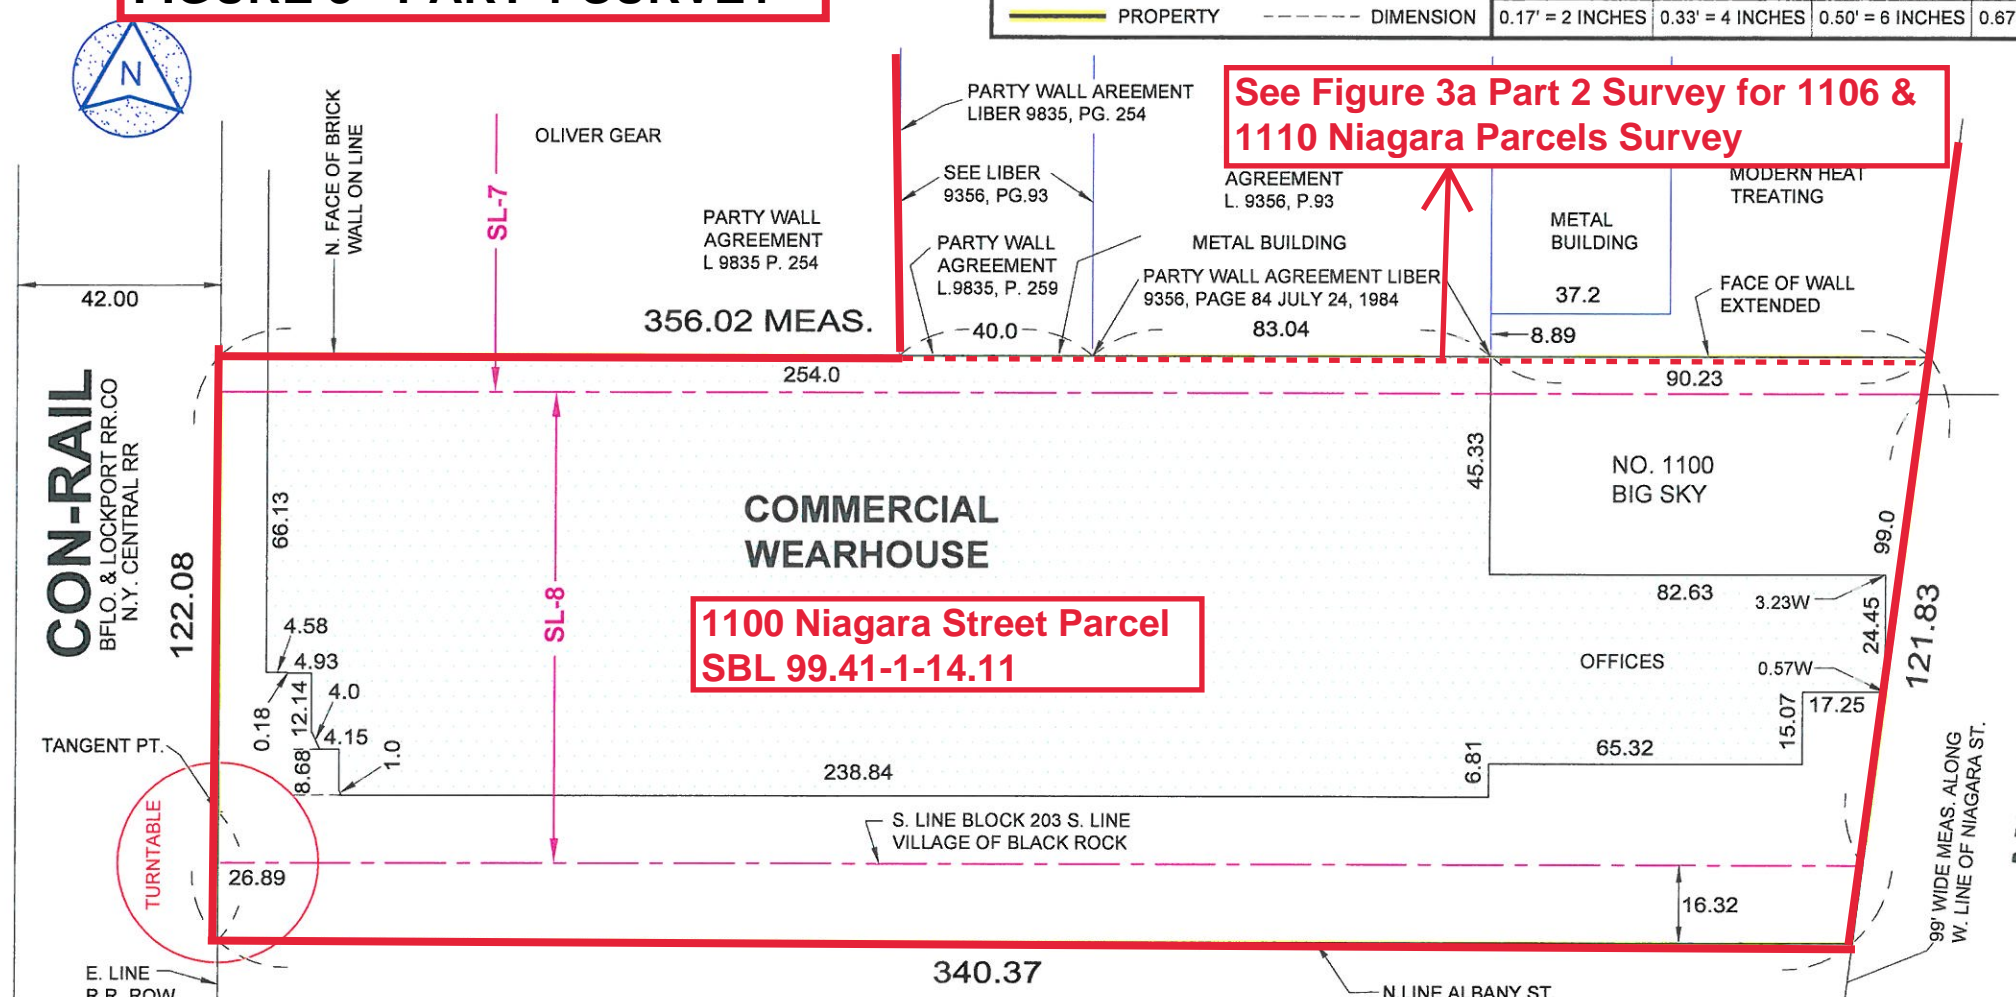 PROPERTY
DIMENSION
0.17' = 2 INCHES
0.33' = 4 INCHES
0.50' = 6 INCHES
0.67
N
N. FACE OF BRICK
WALL ON LINE
SL-7
OLIVER GEAR
PARTY WALL AREEMENT
LIBER 9835, PG. 254
See Figure 3a Part 2 Survey for 1106 &
1110 Niagara Parcels Survey
SEE LIBER
9356, PG.93
AGREEMENT
L. 9356, P.93
MODERN HEAT
TREATING
PARTY WALL
AGREEMENT
L 9835 P. 254
PARTY WALL
AGREEMENT
L.9835, P. 259
METAL BUILDING
METAL
BUILDING
PARTY WALL AGREEMENT LIBER
9356, PAGE 84 JULY 24, 1984
FACE OF WALL
EXTENDED
42.00
37.2
356.02 MEAS.
40.0
83.04
8.89
254.0
90.23
CON-RAIL
BFLO. & LOCKPORT RR.CO
N.Y. CENTRAL RR
122.08
66.13
45.33
NO. 1100
BIG SKY
COMMERCIAL
WEARHOUSE
99.0
SL-8
1100 Niagara Street Parcel
SBL 99.41-1-14.11
82.63
3.23W
24.45
121.83
4.58
4.93
OFFICES
0.57W
12.14
4.0
0.18
4.15
1.0
8.68
17.25
15.07
65.32
6.81
TANGENT PT.
238.84
TURNTABLE
S. LINE BLOCK 203 S. LINE
VILLAGE OF BLACK ROCK
26.89
16.32
99' WIDE MEAS. ALONG
W. LINE OF NIAGARA ST.
340.37
E. LINE
R.R. ROW
N LINE ALBANY ST